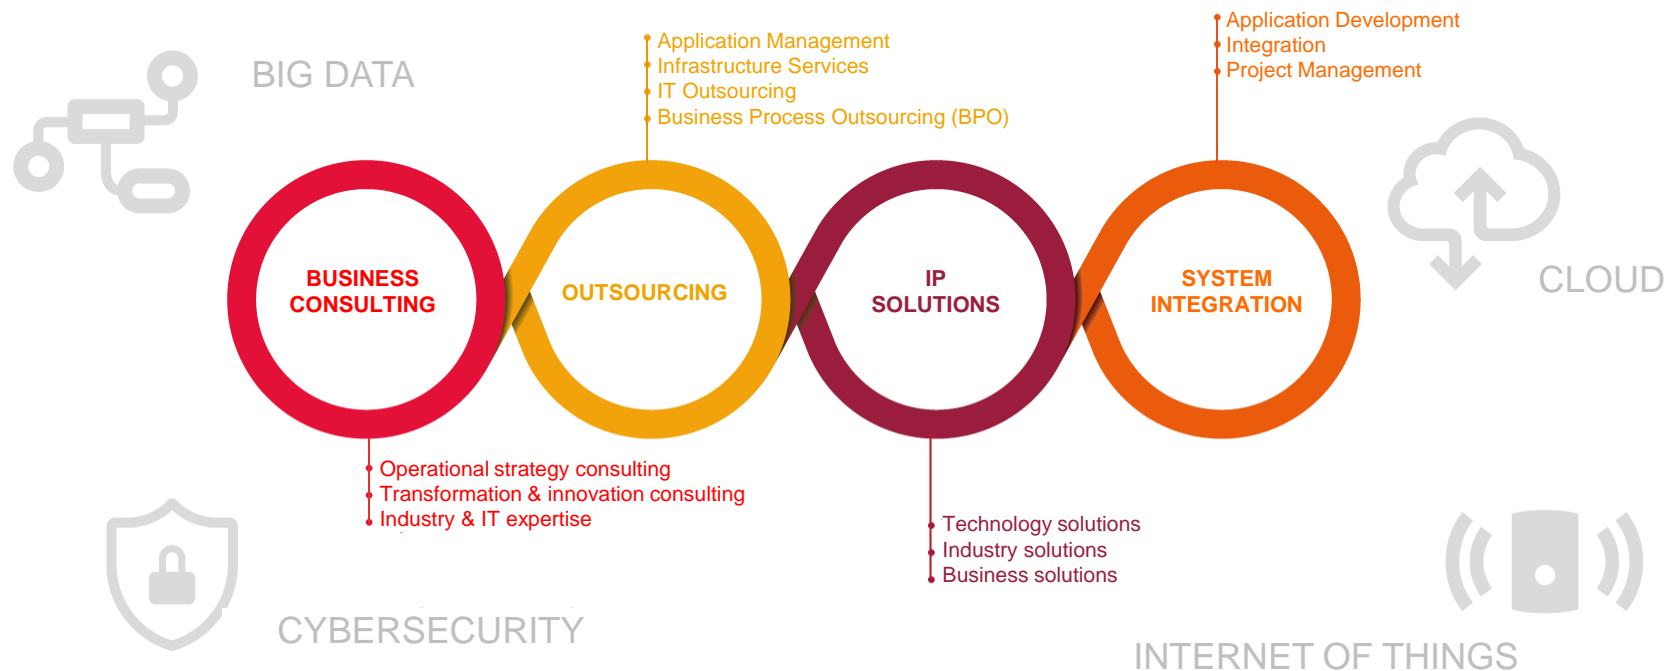 Application Development
Integration
Project Management
Application Management
Infrastructure Services
IT Outsourcing
Business Process Outsourcing (BPO)
BIG DATA
BUSINESS
CONSULTING
OUTSOURCING
IP
SOLUTIONS
SYSTEM
INTEGRATION
CLOUD
Operational strategy consulting
Transformation & innovation consulting
Industry & IT expertise
Technology solutions
Industry solutions
Business solutions
CYBERSECURITY
INTERNET OF THINGS